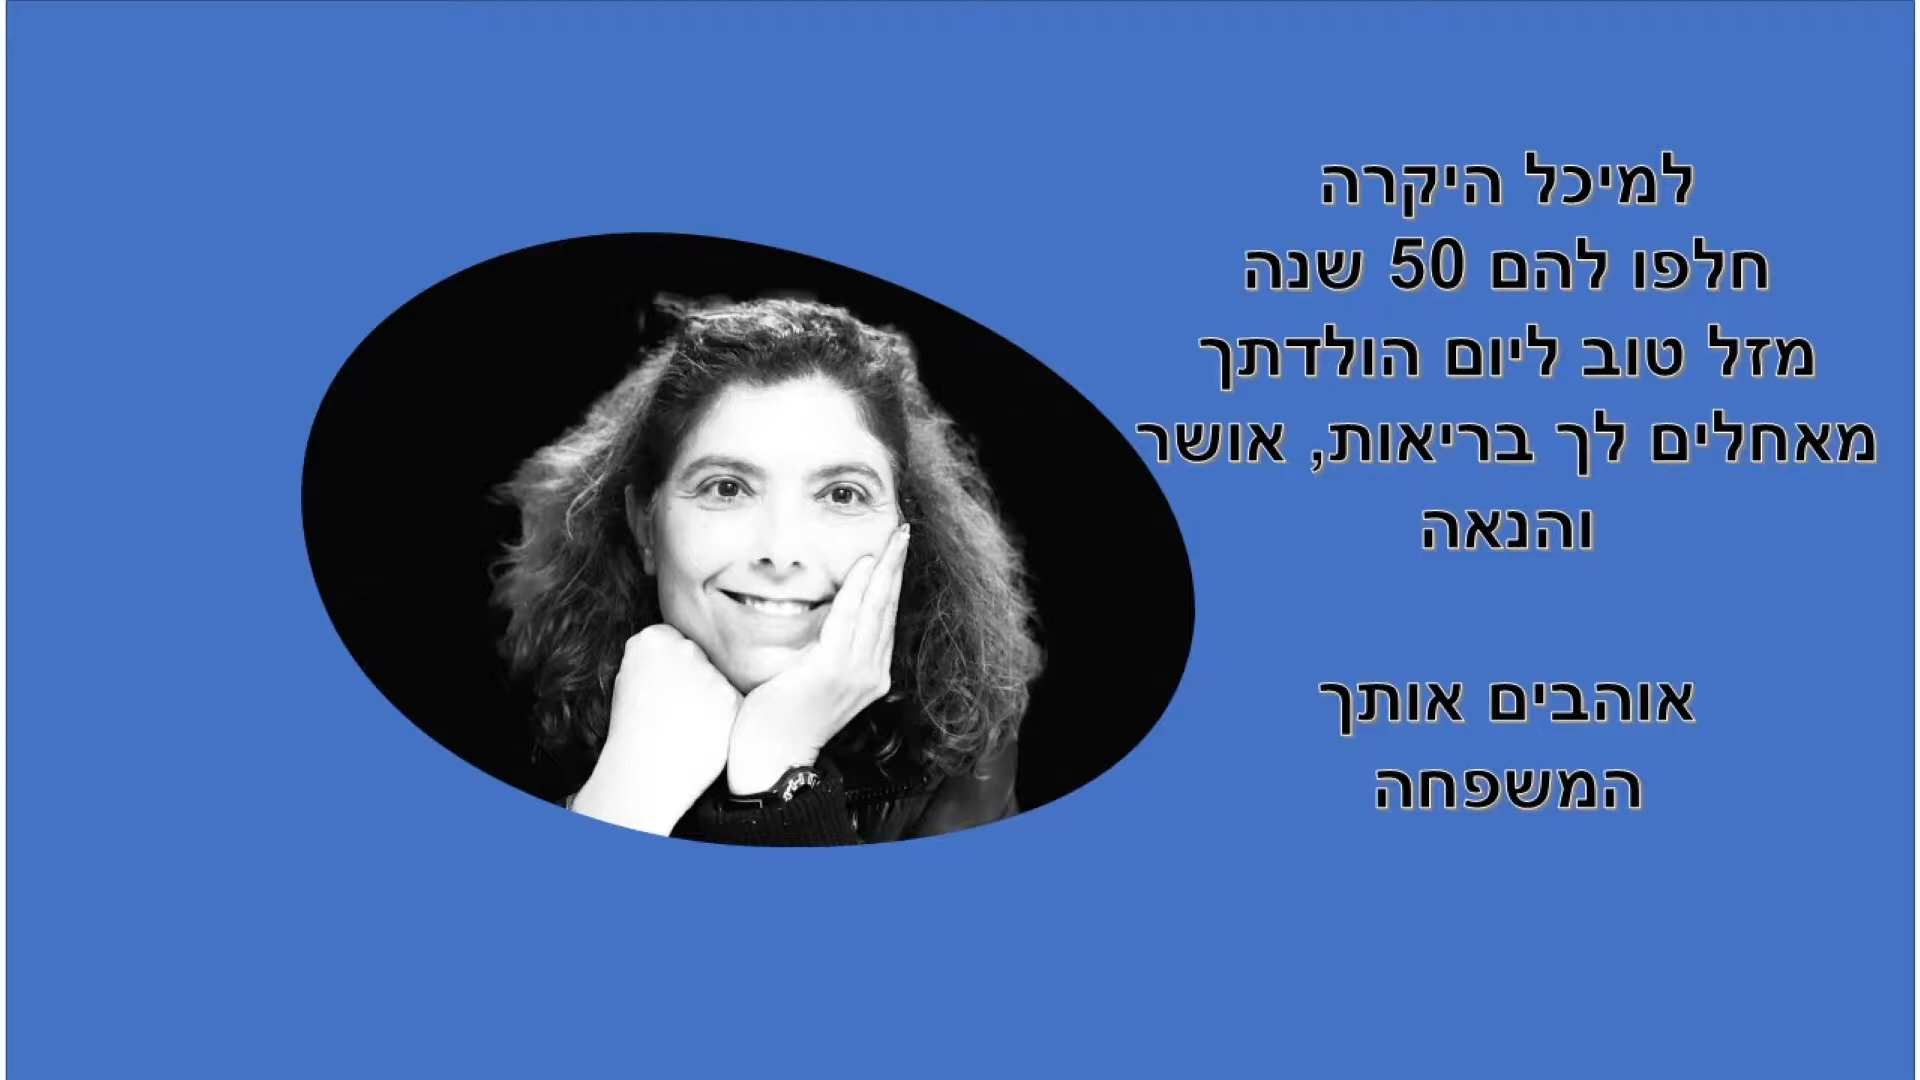 למיכל היקרה
חלפו להם 50 שנה
מזל טוב ליום הולדתך
מאחלים לך בריאות, אושר
והנאה
אוהבים אותך
המשפחה